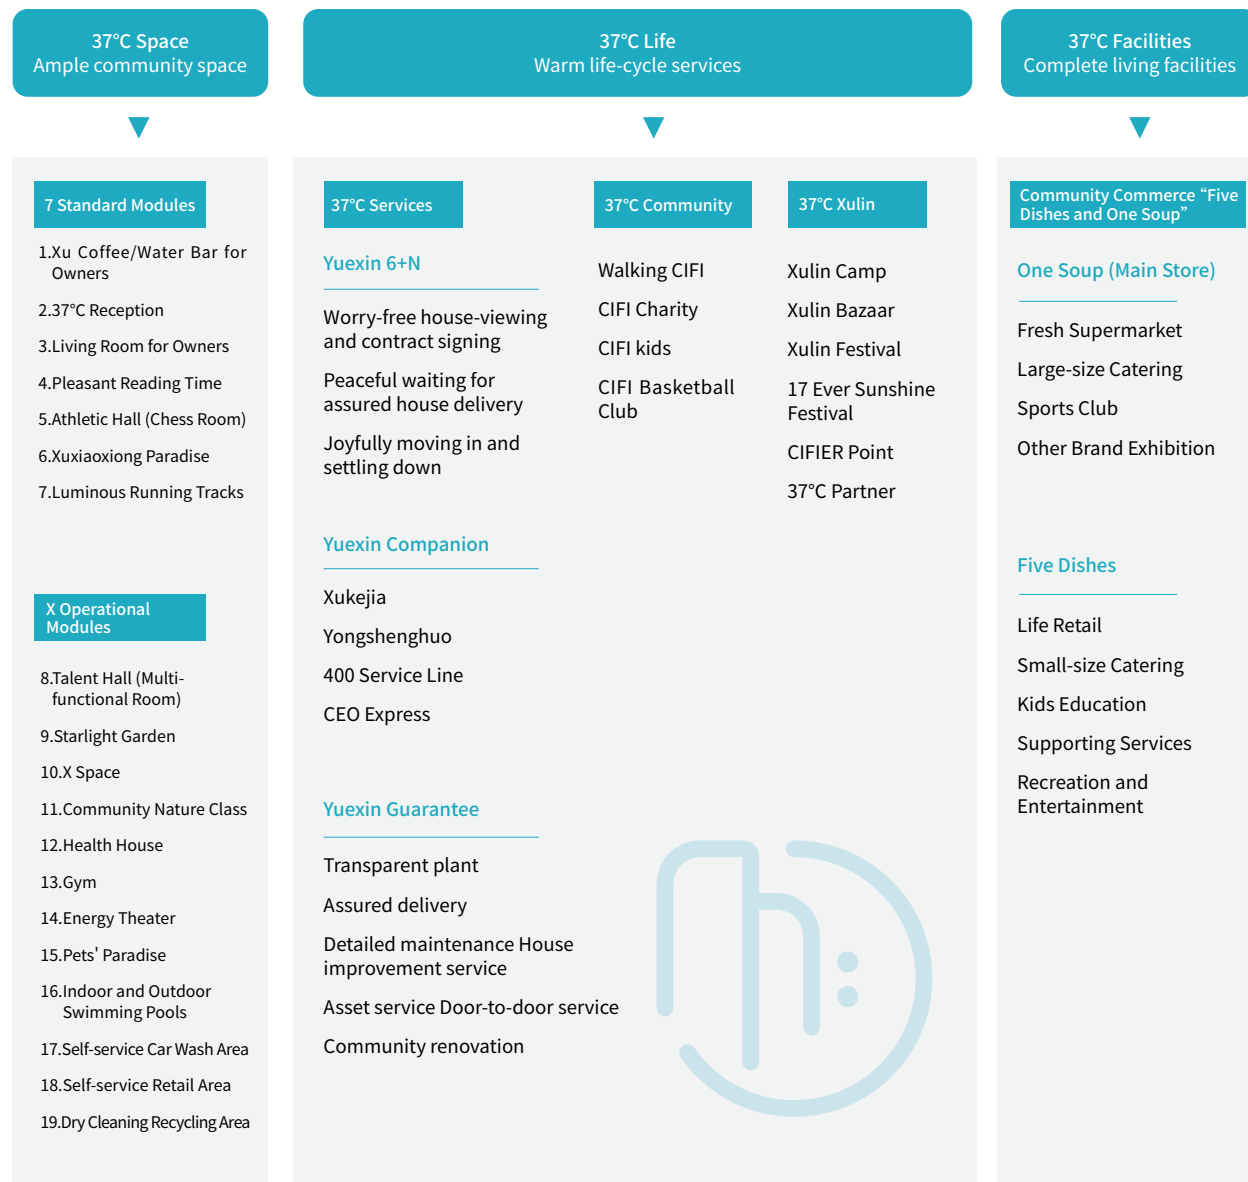 37°C Space
Ample community space
37°C Life
Warm life-cycle services
37°C Facilities
Complete living facilities
7 Standard Modules
1.Xu Coffee/Water Bar for
Owners
2.37°C Reception
3.Living Room for Owners
4.Pleasant Reading Time
5.Athletic Hall (Chess Room)
6.Xuxiaoxiong Paradise
7.Luminous Running Tracks
X Operational
Modules
8.Talent Hall (Multi-
functional Room)
9.Starlight Garden
10.X Space
11.Community Nature Class
12.Health House
13.Gym
14.Energy Theater
15.Pets' Paradise
16.Indoor and Outdoor
Swimming Pools
17.Self-service Car Wash Area
18.Self-service Retail Area
19.Dry Cleaning Recycling Area
37°C Services
Yuexin 6+N
Worry-free house-viewing
and contract signing
Peaceful waiting for
assured house delivery
Joyfully moving in and
settling down
Yuexin Companion
Xukejia
Yongshenghuo
400 Service Line
CEO Express
Yuexin Guarantee
Transparent plant
Assured delivery
Detailed maintenance House
improvement service
Asset service Door-to-door service
Community renovation
37°C Community
Walking CIFI
CIFI Charity
CIFI kids
CIFI Basketball
Club
37°C Xulin
Xulin Camp
Xulin Bazaar
Xulin Festival
17 Ever Sunshine
Festival
CIFIER Point
37°C Partner
Community Commerce “Five
Dishes and One Soup”
One Soup (Main Store)
Fresh Supermarket
Large-size Catering
Sports Club
Other Brand Exhibition
Five Dishes
Life Retail
Small-size Catering
Kids Education
Supporting Services
Recreation and
Entertainment